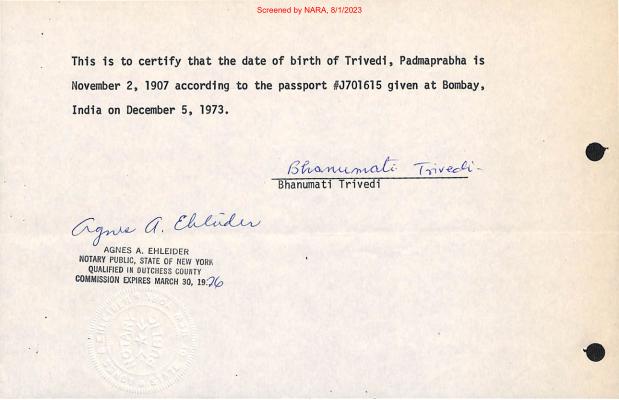 Screened by NARA, 8/1/2023
This is to certify that the date of birth of Trivedi, Padmaprabha is
November 2, 1907 according to the passport #J701615 given at Bombay,
India on December 5, 1973.
Bhanumati Trivedi
Bhanumati Trivedi
Agnes A. Ehleider
AGNES A. EHLEIDER
NOTARY PUBLIC, STATE OF NEW YORK
QUALIFIED IN DUTCHESS COUNTY
COMMISSION EXPIRES MARCH 30, 1976